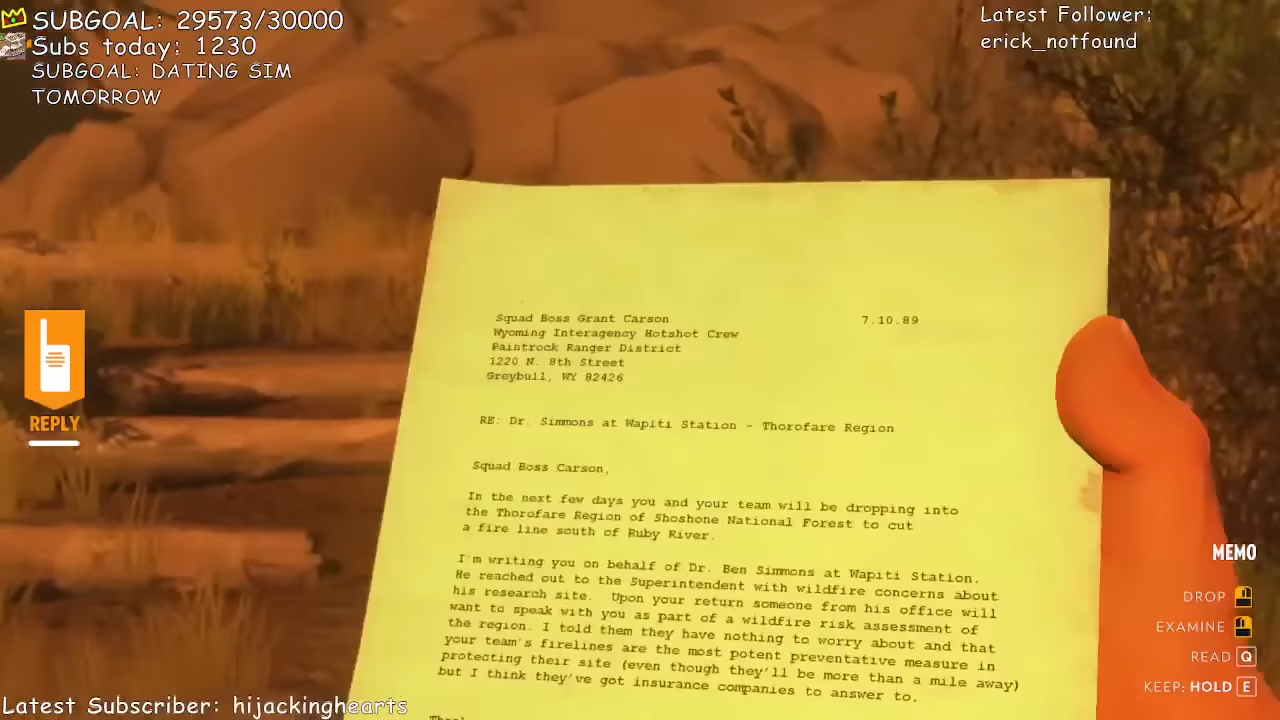 SUBGOAL: 29573/30000
Subs today: 1230
SUBGOAL: DATING SIM
TOMORROW
Latest Follower:
erick_notfound
Squad Boss Grant Carson
7.10.89
Wyoming Interagency Hotshot Crew
Paintrock Ranger District
1220 N. 8th Street
Greybull, WY 82426
RE: Dr. Simmons at Wapiti Station - Thorofare Region
Squad Boss Carson,
In the next few days you and your team will be dropping into
the Thorofare Region of Shoshone National Forest to cut
a fire line south of Ruby River.
I'm writing you on behalf of Dr. Ben Simmons at Wapiti Station.
He reached out to the Superintendent with wildfire concerns about
his research site. Upon your return someone from his office will
want to speak with you as part of a wildfire risk assessment of
the region. I told them they have nothing to worry about and that
your team's firelines are the most potent preventative measure in
protecting their site (even though they'll be more than a mile away)
but I think they've got insurance companies to answer to.
REPLY
MEMO
DROP
EXAMINE
READ Q
KEEP: HOLD E
Latest Subscriber: hijackinghearts